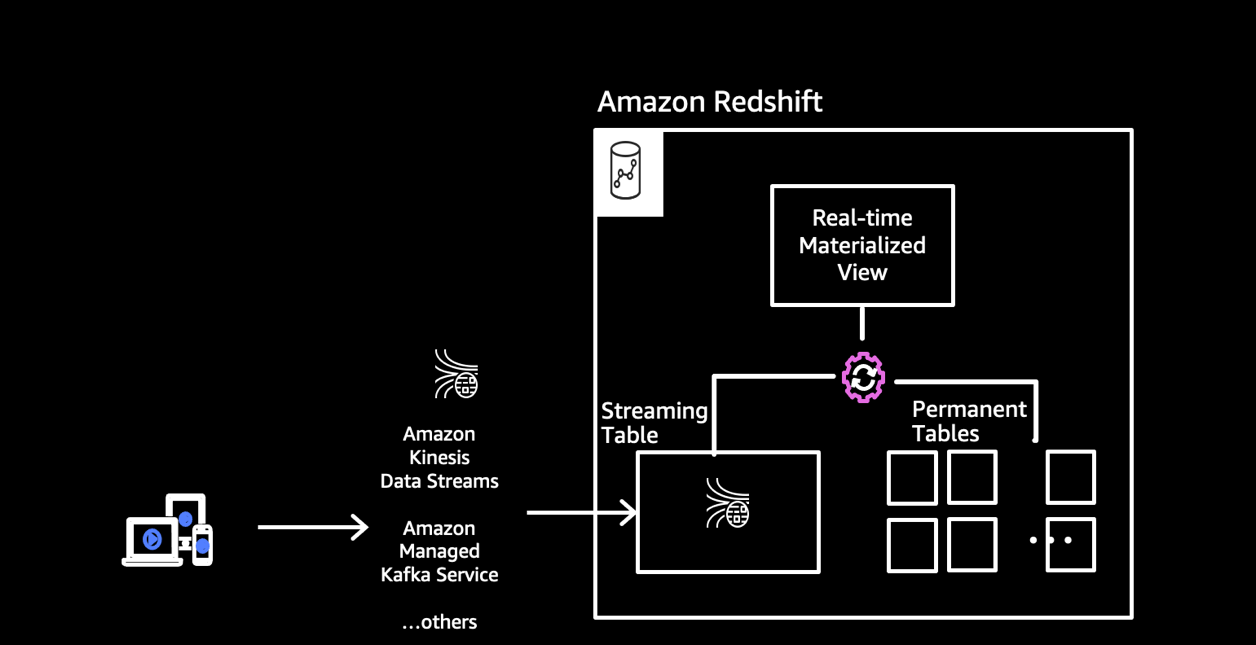 Amazon Redshift
Real-time
Materialized
View
Streaming
Table
Permanent
Tables
Amazon
Kinesis
Data Streams
Amazon
Managed
Kafka Service
...others